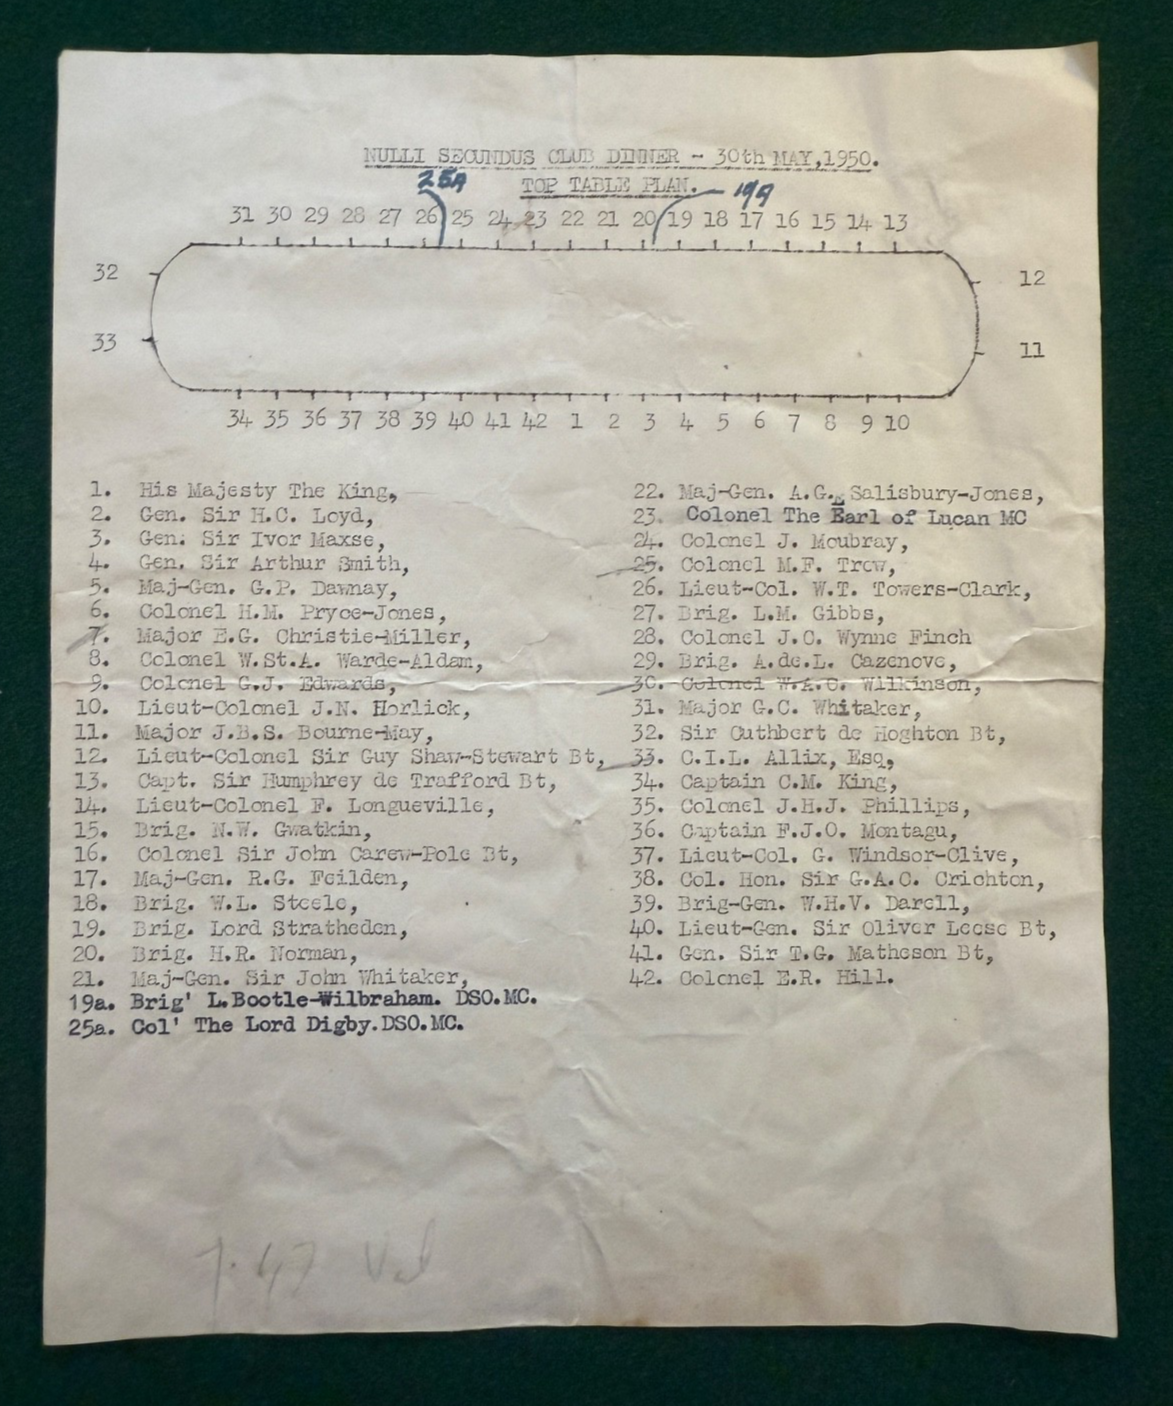 NULLI SECUNDUS CLUB DINNER - 30th MAY,1950.
TOP TABLE PLAN.
25A 19A
31 30 29 28 27 26 25 24 23 22 21 20 19 18 17 16 15 14 13
32 12
33 11
34 35 36 37 38 39 40 41 42 1 2 3 4 5 6 7 8 9 10
1. His Majesty The King,
2. Gen. Sir H.C. Loyd,
3. Gen. Sir Ivor Maxse,
4. Gen. Sir Arthur Smith,
5. Maj-Gen. G.P. Dawnay,
6. Colonel H.M. Pryce-Jones,
7. Major E.G. Christie-Miller,
8. Colonel W.St.A. Warde-Aldam,
9. Colonel G.J. Edwards,
10. Lieut-Colonel J.N. Horlick,
11. Major J.B.S. Bourne-May,
12. Lieut-Colonel Sir Guy Shaw-Stewart Bt,
13. Capt. Sir Humphrey de Trafford Bt,
14. Lieut-Colonel F. Longueville,
15. Brig. N.W. Gwatkin,
16. Colonel Sir John Carew-Pole Bt,
17. Maj-Gen. R.G. Feilden,
18. Brig. W.L. Steele,
19. Brig. Lord Stratheden,
20. Brig. H.R. Norman,
21. Maj-Gen. Sir John Whitaker,
19a. Brig' L.Bootle-Wilbraham. DSO.MC.
25a. Col' The Lord Digby.DSO.MC.
22. Maj-Gen. A.G. Salisbury-Jones,
23. Colonel The Earl of Lucan MC
24. Colonel J. Moubray,
25. Colonel M.F. Trew,
26. Lieut-Col. W.T. Towers-Clark,
27. Brig. L.M. Gibbs,
28. Colonel J.C. Wynne Finch
29. Brig. A.de.L. Cazenove,
30. Colonel W.A.C. Wilkinson,
31. Major G.C. Whitaker,
32. Sir Cuthbert de Hoghton Bt,
33. C.I.L. Allix, Esq,
34. Captain C.M. King,
35. Colonel J.H.J. Phillips,
36. Captain F.J.O. Montagu,
37. Lieut-Col. G. Windsor-Clive,
38. Col. Hon. Sir G.A.C. Crichton,
39. Brig-Gen. W.H.V. Darell,
40. Lieut-Gen. Sir Oliver Leese Bt,
41. Gen. Sir T.G. Matheson Bt,
42. Colonel E.R. Hill.